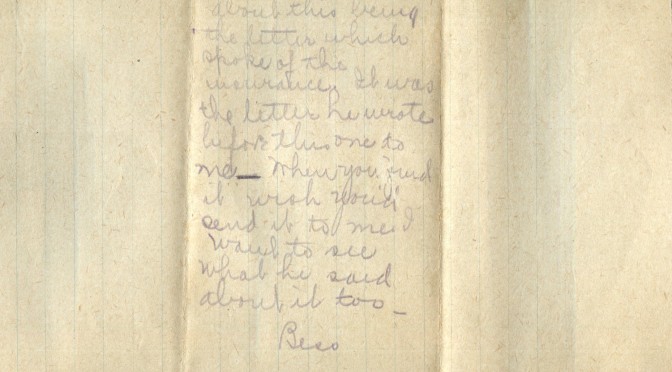 about this being
the letter which
spoke of the
insurance. It was
the letter he wrote
before this one to
me — When you find
it wish you'd
send it to me I
want to see
what he said
about it too —
Bess